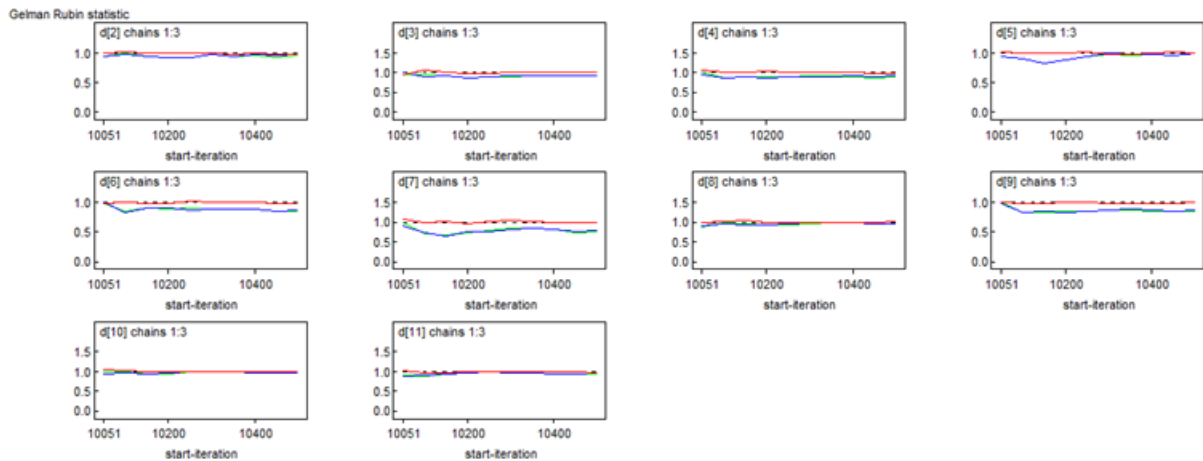 Gelman Rubin statistic
d[2] chains 1:3
1.0
0.5
0.0
10051 10200 10400
start-iteration
d[3] chains 1:3
1.5
1.0
0.5
0.0
10051 10200 10400
start-iteration
d[4] chains 1:3
1.5
1.0
0.5
0.0
10051 10200 10400
start-iteration
d[5] chains 1:3
1.0
0.5
0.0
10051 10200 10400
start-iteration
d[6] chains 1:3
1.0
0.5
0.0
10051 10200 10400
start-iteration
d[7] chains 1:3
1.5
1.0
0.5
0.0
10051 10200 10400
start-iteration
d[8] chains 1:3
1.5
1.0
0.5
0.0
10051 10200 10400
start-iteration
d[9] chains 1:3
1.0
0.5
0.0
10051 10200 10400
start-iteration
d[10] chains 1:3
1.5
1.0
0.5
0.0
10051 10200 10400
start-iteration
d[11] chains 1:3
1.5
1.0
0.5
0.0
10051 10200 10400
start-iteration